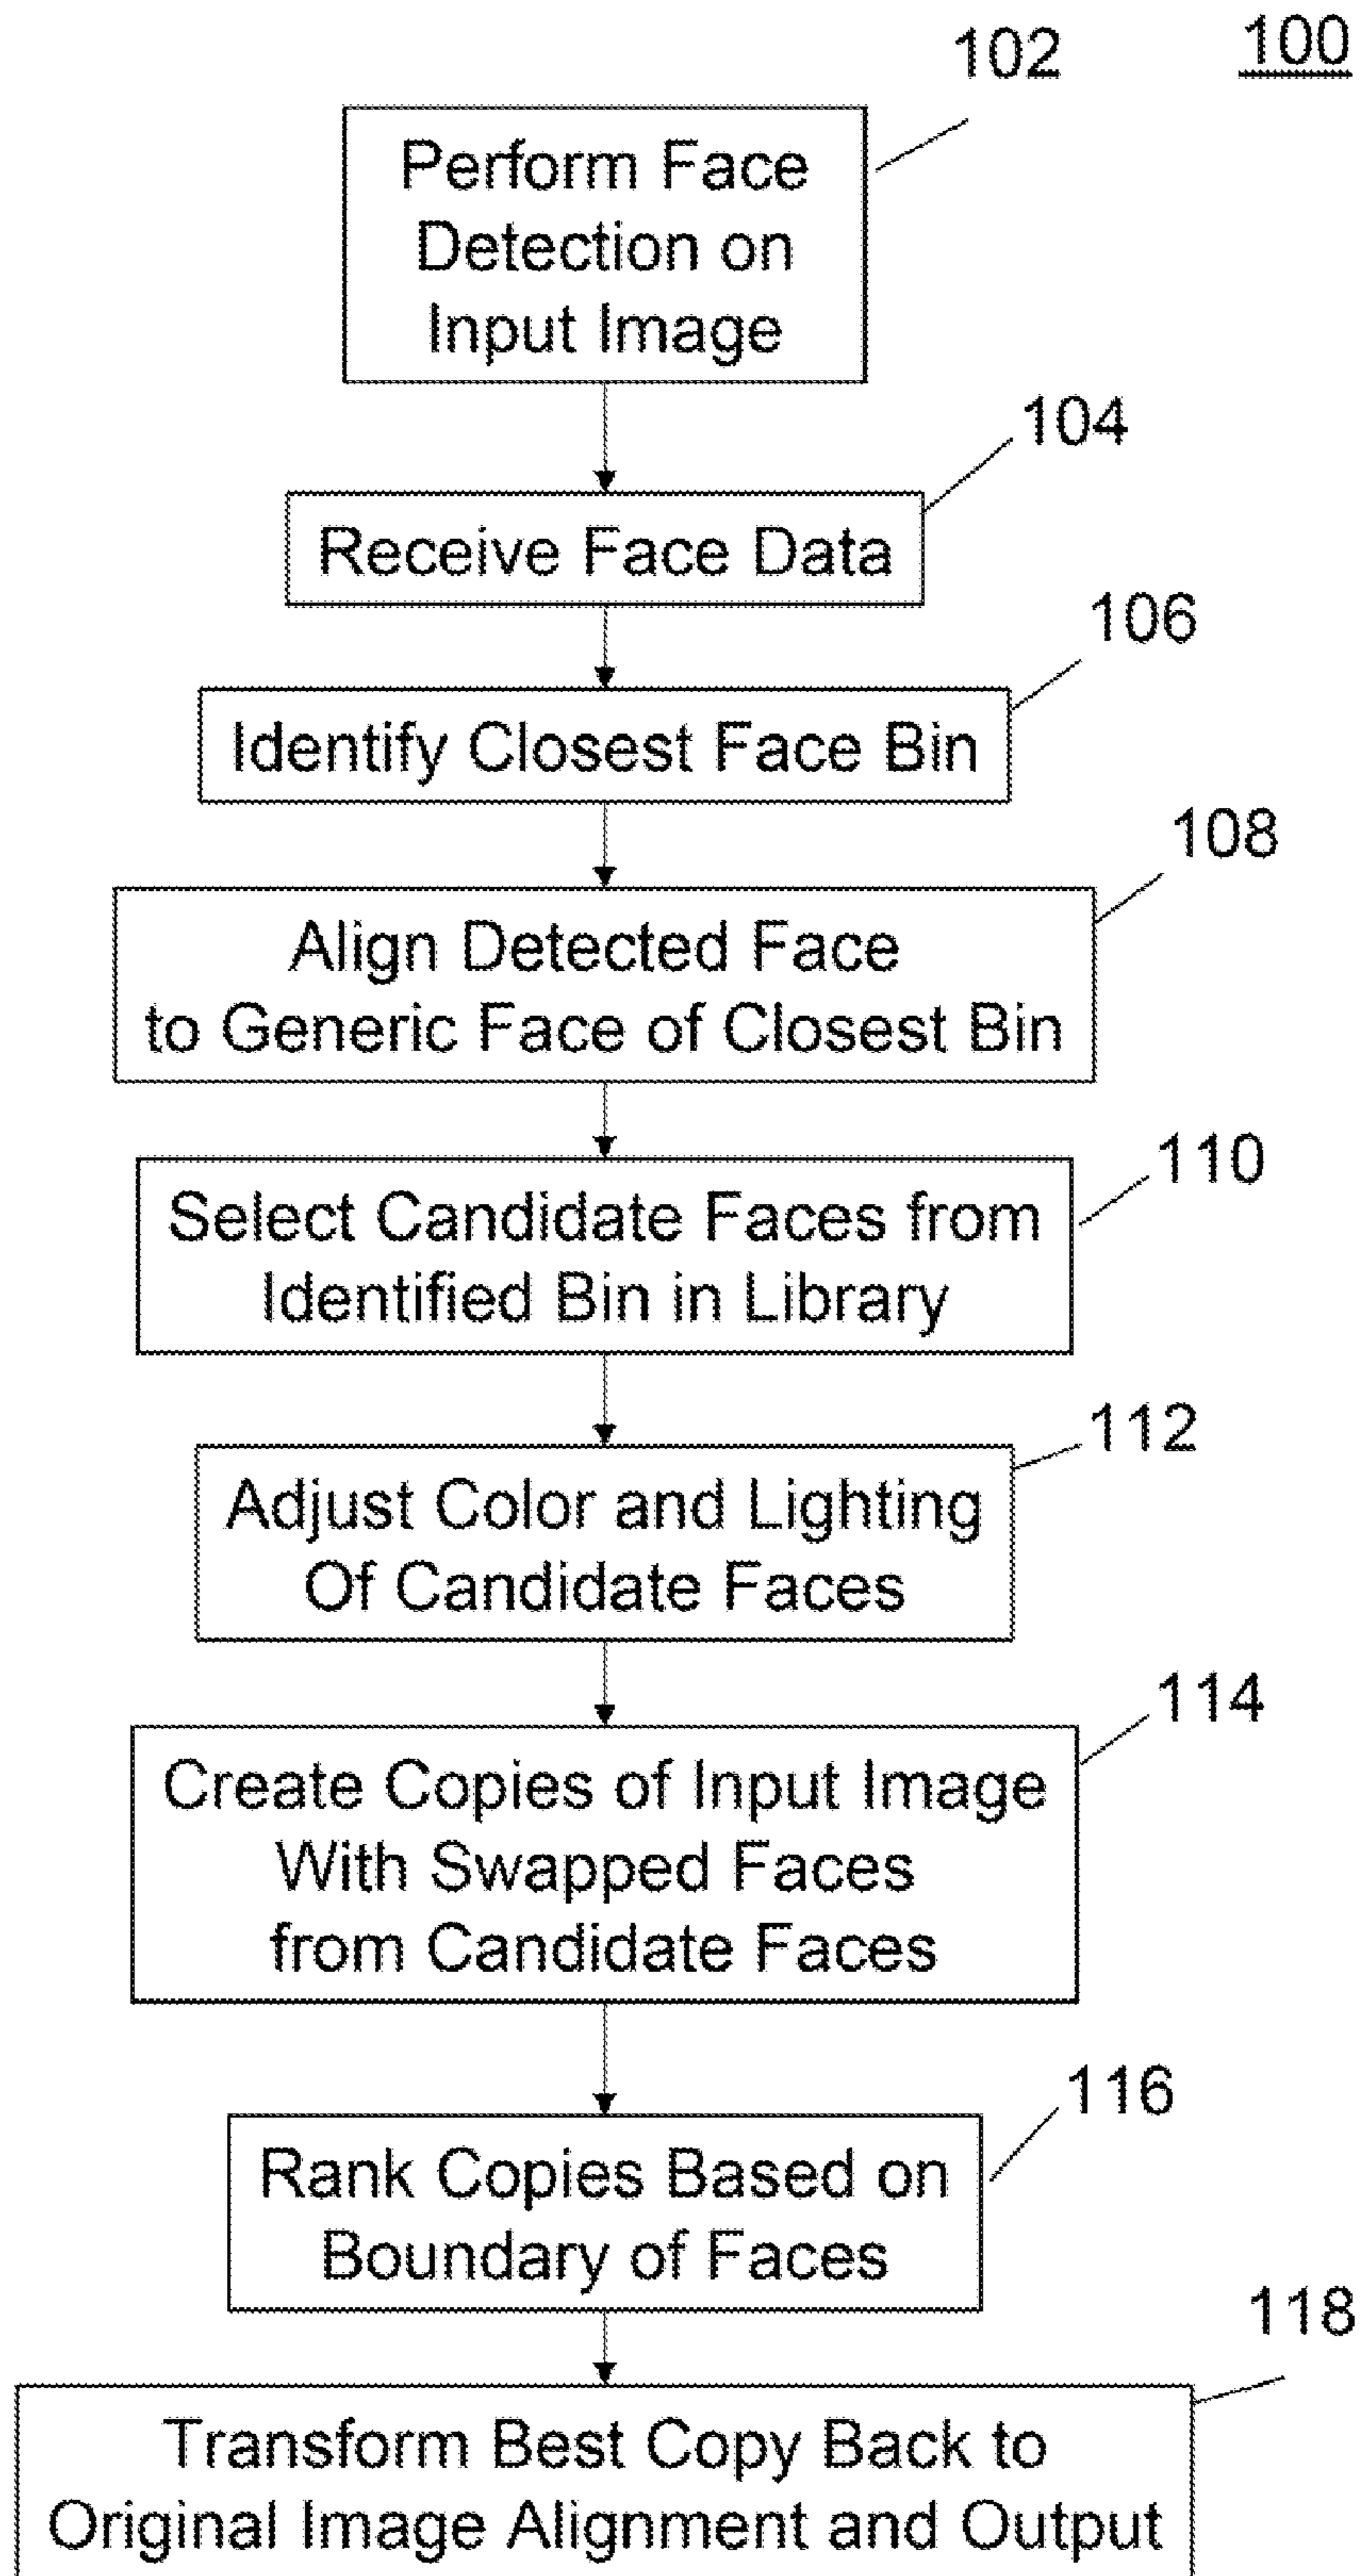 100
102
Perform Face
Detection on
Input Image
104
Receive Face Data
106
Identify Closest Face Bin
108
Align Detected Face
to Generic Face of Closest Bin
110
Select Candidate Faces from
Identified Bin in Library
112
Adjust Color and Lighting
Of Candidate Faces
114
Create Copies of Input Image
With Swapped Faces
from Candidate Faces
116
Rank Copies Based on
Boundary of Faces
118
Transform Best Copy Back to
Original Image Alignment and Output